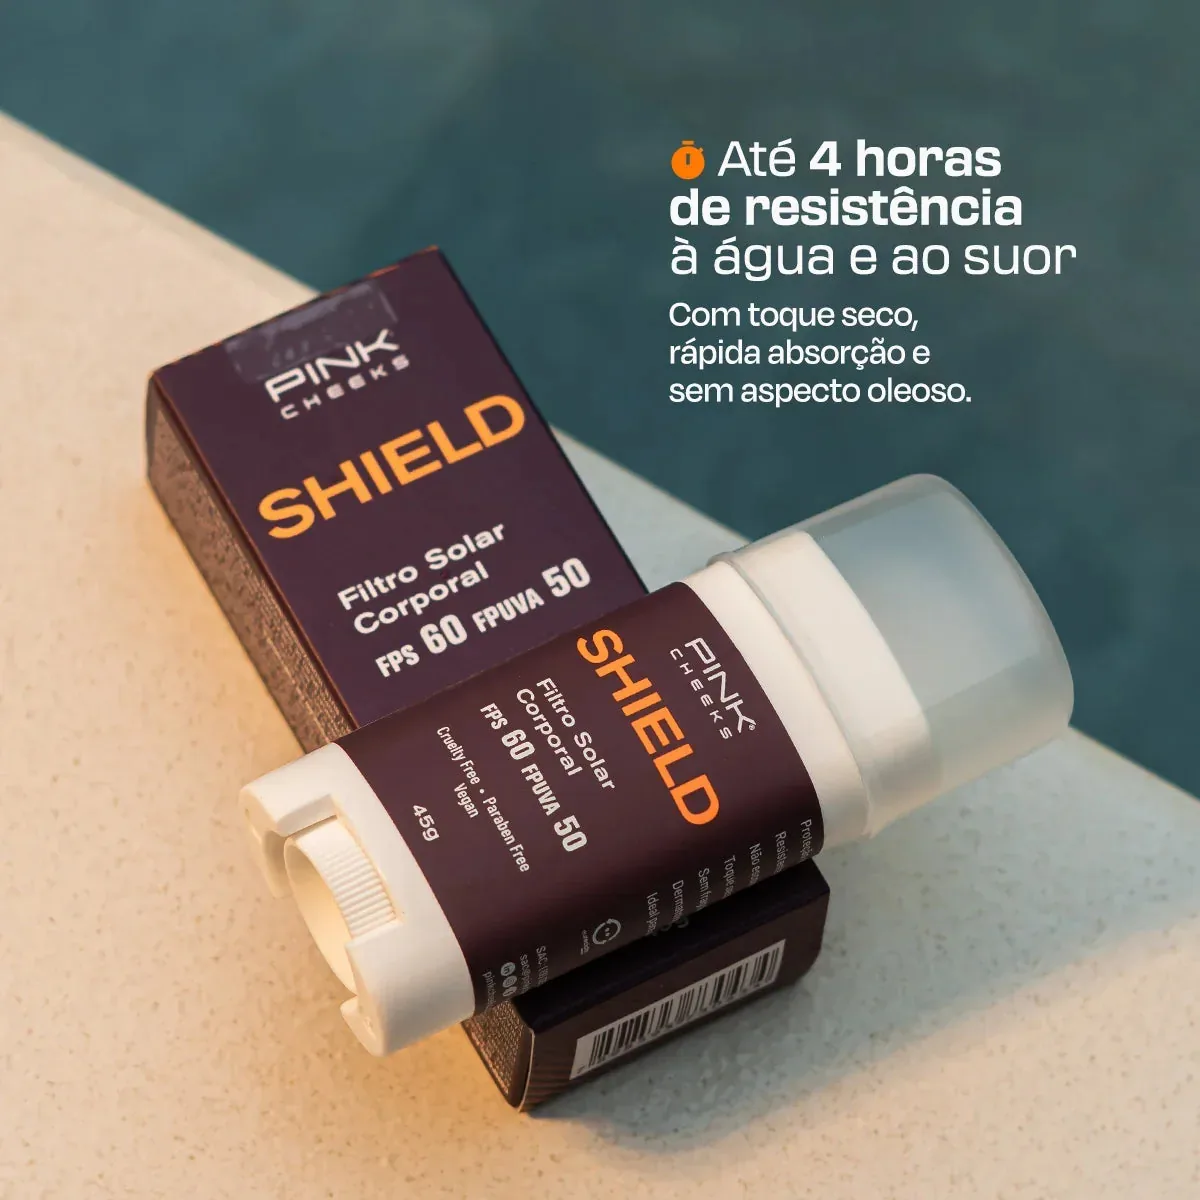 Até 4 horas
de resistência
à água e ao suor
Com toque seco,
rápida absorção e
sem aspecto oleoso.
PINK
CHEEKS
SHIELD
Filtro Solar
Corporal
FPS 60 FPUVA 50
PINK
CHEEKS
SHIELD
Filtro Solar
Corporal
FPS 60 FPUVA 50
Cruelty Free • Paraben Free
Vegan
45g
Toque
SAC: